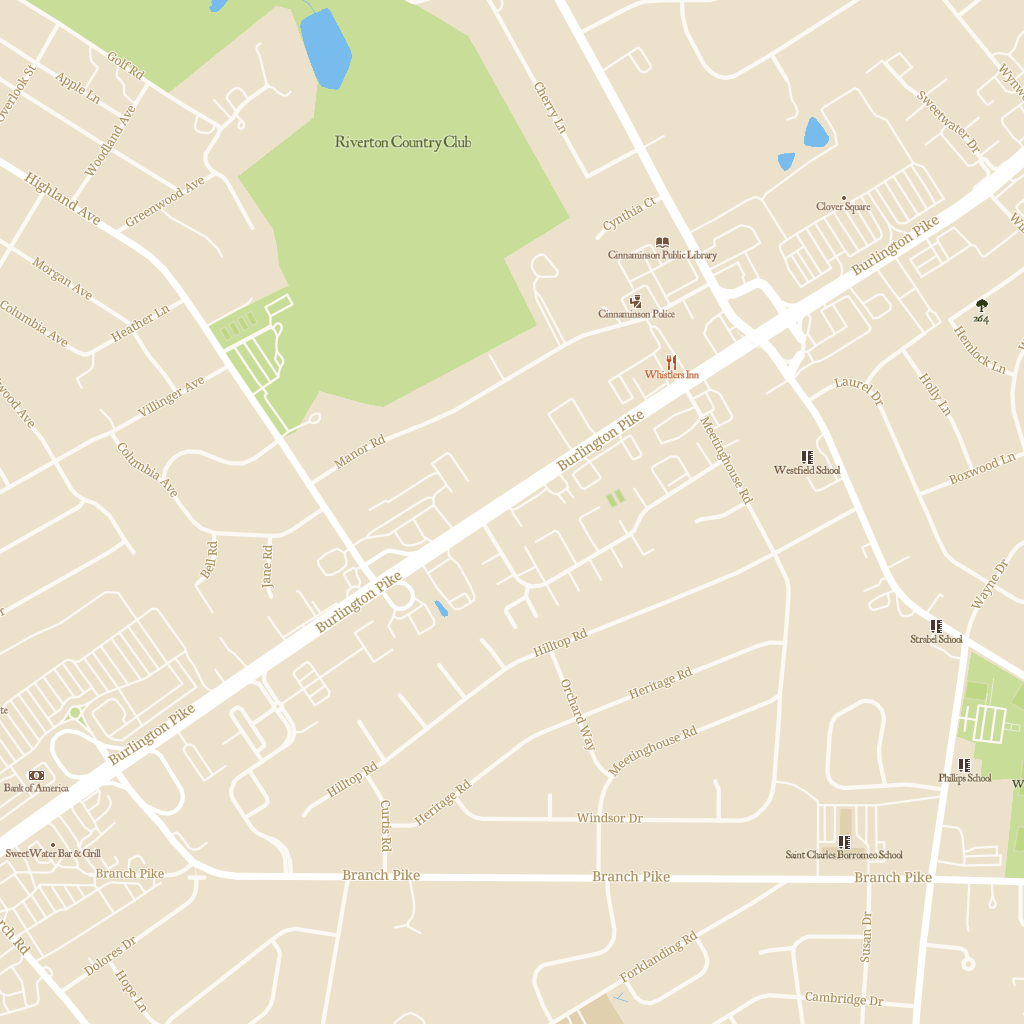 Golf Rd
Apple Ln
Overlook St
Woodland Ave
Cherry Ln
Sweetwater Dr
Riverton Country Club
Highland Ave
Greenwood Ave
Cynthia Ct
Clover Square
Burlington Pike
Cinnaminson Public Library
Morgan Ave
Columbia Ave
Heather Ln
Cinnaminson Police
264
Hemlock Ln
Whistlers Inn
Villinger Ave
Laurel Dr
Holly Ln
Manor Rd
Burlington Pike
Meetinghouse Rd
Columbia Ave
Westfield School
Boxwood Ln
Bell Rd
Jane Rd
Burlington Pike
Wayne Dr
Strabel School
Hilltop Rd
Heritage Rd
Orchard Way
Burlington Pike
Meetinghouse Rd
Hilltop Rd
Heritage Rd
Bank of America
Phillips School
Curtis Rd
Windsor Dr
Sweet Water Bar & Grill
Saint Charles Borromeo School
Branch Pike
Branch Pike
Branch Pike
Branch Pike
Susan Dr
Dolores Dr
Forklanding Rd
Hope Ln
Cambridge Dr